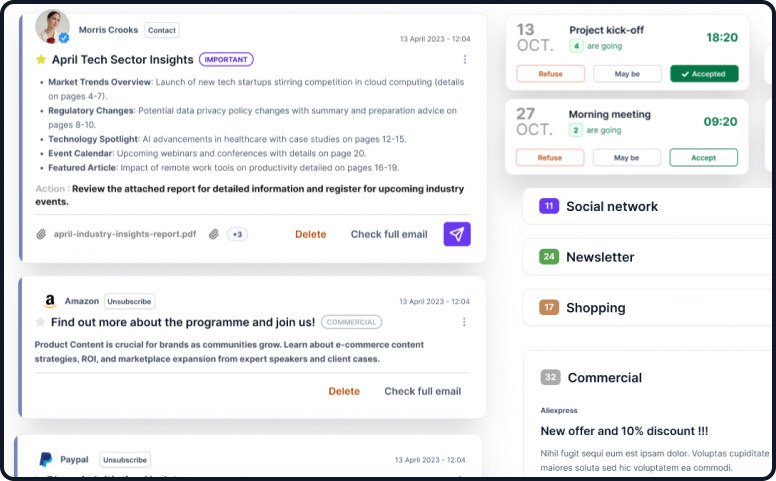 Morris Crooks Contact
13 April 2023 - 12:04
April Tech Sector Insights IMPORTANT
• Market Trends Overview: Launch of new tech startups stirring competition in cloud computing (details
on pages 4-7).
• Regulatory Changes: Potential data privacy policy changes with summary and preparation advice on
pages 8-10.
• Technology Spotlight: AI advancements in healthcare with case studies on pages 12-15.
• Event Calendar: Upcoming webinars and conferences with details on page 20.
• Featured Article: Impact of remote work tools on productivity detailed on pages 16-19.
Action : Review the attached report for detailed information and register for upcoming industry
events.
april-industry-insights-report.pdf +3 Delete Check full email
a Amazon Unsubscribe 13 April 2023 - 12:04
Find out more about the programme and join us! COMMERCIAL
Product Content is crucial for brands as communities grow. Learn about e-commerce content
strategies, ROI, and marketplace expansion from expert speakers and client cases.
Delete Check full email
Paypal Unsubscribe 13 April 2023 - 12:04
13
OCT.
Project kick-off
4 are going
18:20
Refuse May be Accepted
27
OCT.
Morning meeting
2 are going
09:20
Refuse May be Accept
11 Social network
24 Newsletter
17 Shopping
32 Commercial
Aliexpress
New offer and 10% discount !!!
Nihil fugit sequi eum est ipsam dolor. Voluptas cupiditate
maiores soluta sed hic voluptatem ea commodi.